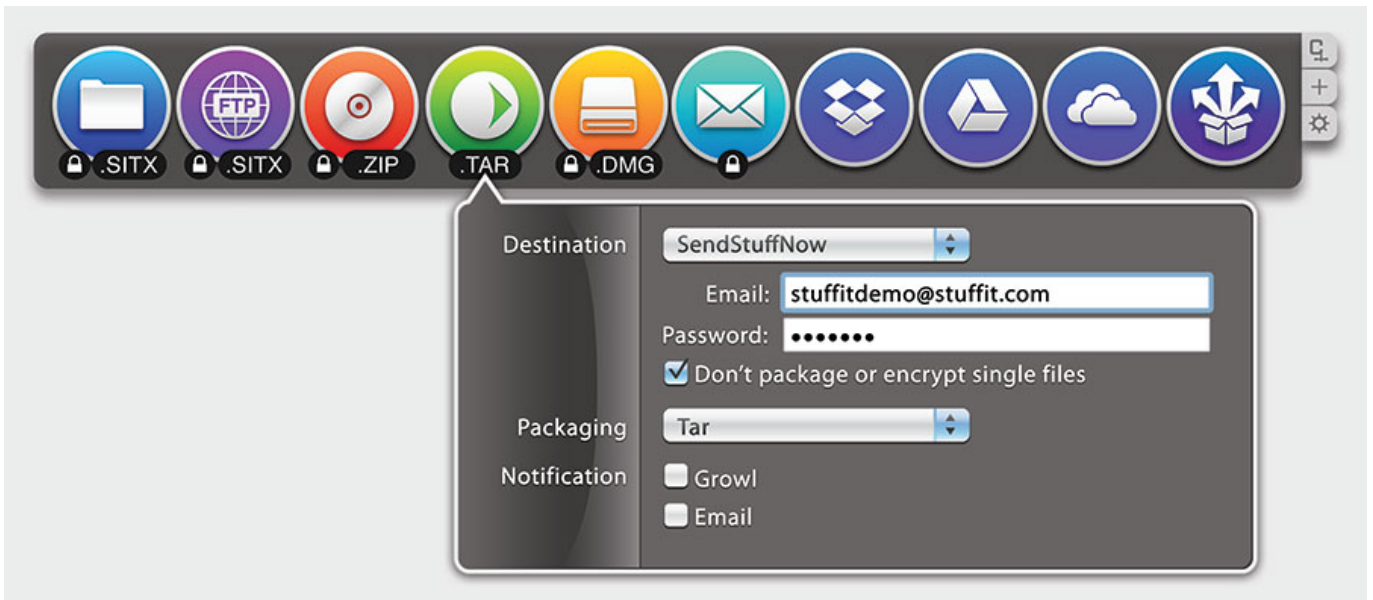 FTP
.SITX .SITX .ZIP .TAR .DMG
Destination SendStuffNow
Email: stuffitdemo@stuffit.com
Password: •••••••
Don't package or encrypt single files
Packaging Tar
Notification Growl
Email